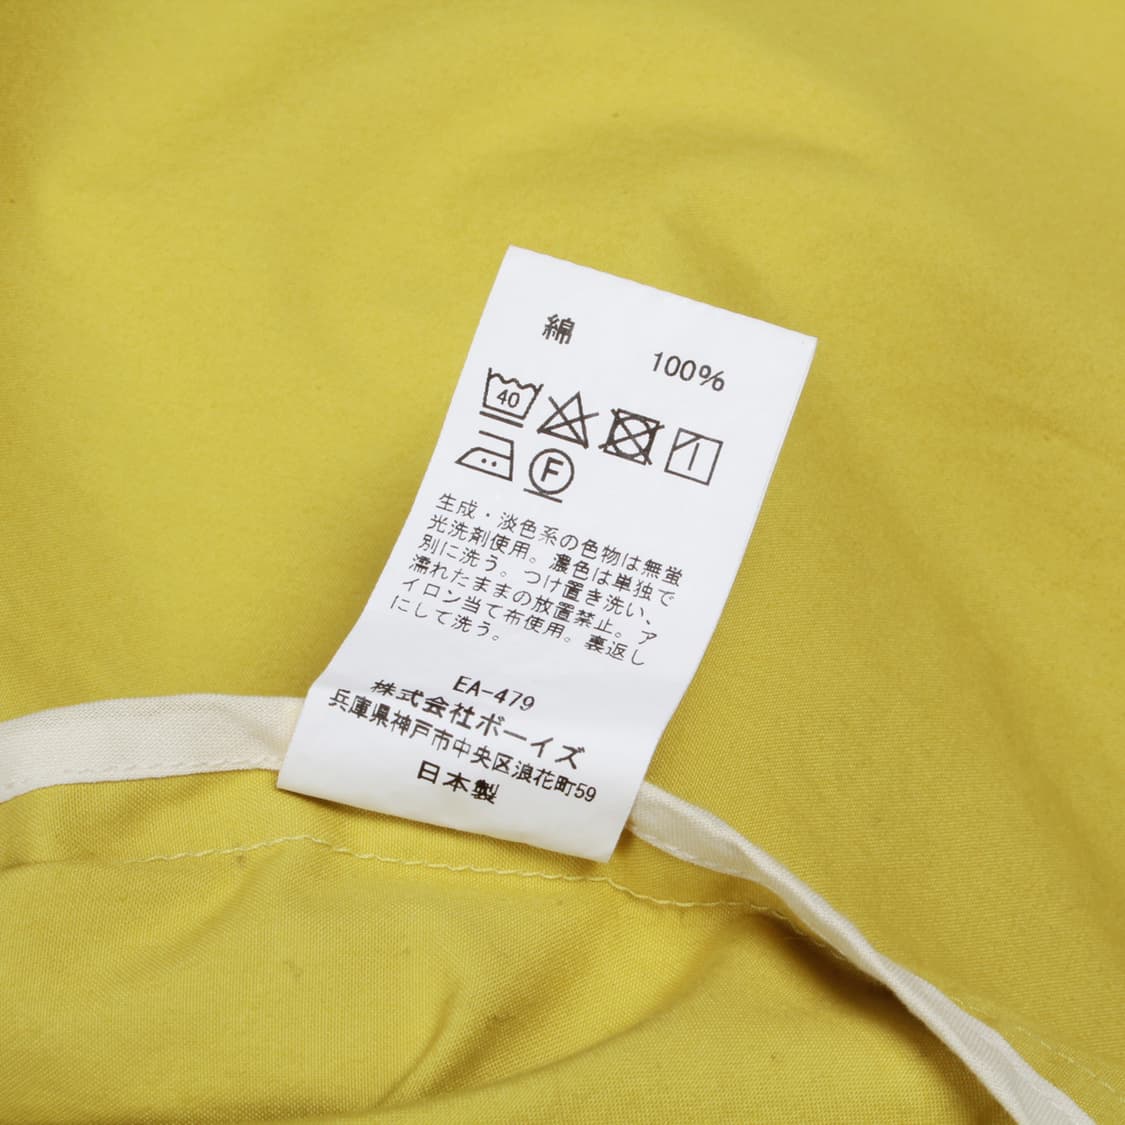 綿
100%
40
F
生成・淡色系の色物は無蛍
光洗剤使用。濃色は単独で
別に洗う。つけ置き洗い、
濡れたままの放置禁止。ア
イロン当て布使用。裏返し
にして洗う。
EA-479
株式会社ボーイズ
兵庫県神戸市中央区浪花町59
日本製